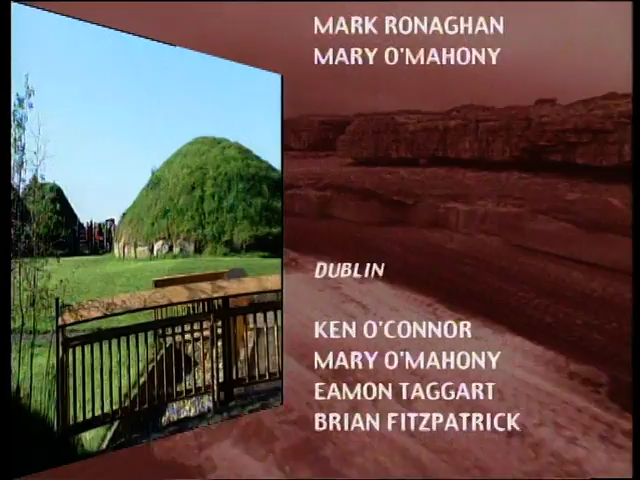 MARK RONAGHAN
MARY O'MAHONY
DUBLIN
KEN O'CONNOR
MARY O'MAHONY
EAMON TAGGART
BRIAN FITZPATRICK